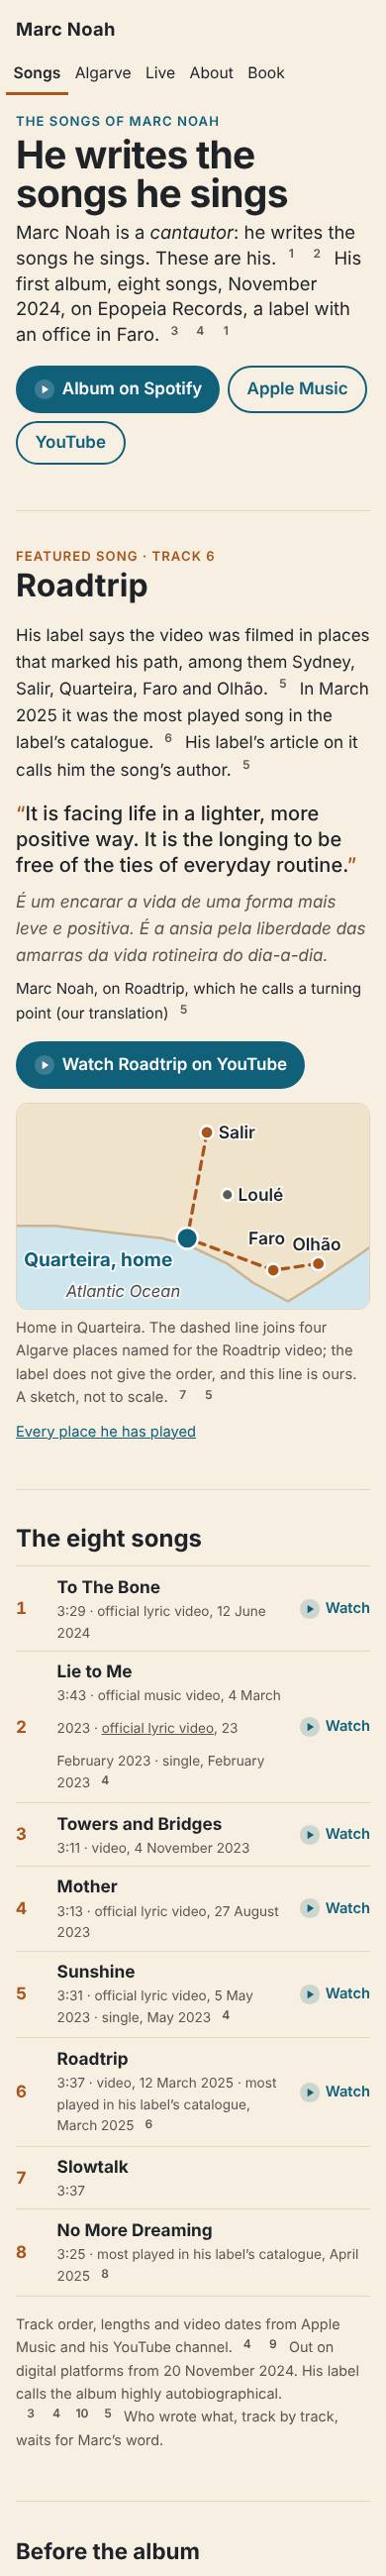 Marc Noah
Songs Algarve Live About Book
THE SONGS OF MARC NOAH
He writes the
songs he sings
Marc Noah is a cantautor: he writes the
songs he sings. These are his. 1 2 His
first album, eight songs, November
2024, on Epopeia Records, a label with
an office in Faro. 3 4 1
Album on Spotify Apple Music
YouTube
FEATURED SONG · TRACK 6
Roadtrip
His label says the video was filmed in places
that marked his path, among them Sydney,
Salir, Quarteira, Faro and Olhão. 5 In March
2025 it was the most played song in the
label’s catalogue. 6 His label’s article on it
calls him the song’s author. 5
“It is facing life in a lighter, more
positive way. It is the longing to be
free of the ties of everyday routine.”
É um encarar a vida de uma forma mais
leve e positiva. É a ansia pela liberdade das
amarras da vida rotineira do dia-a-dia.
Marc Noah, on Roadtrip, which he calls a turning
point (our translation) 5
Watch Roadtrip on YouTube
Salir
Loulé
Faro Olhão
Quarteira, home
Atlantic Ocean
Home in Quarteira. The dashed line joins four
Algarve places named for the Roadtrip video; the
label does not give the order, and this line is ours.
A sketch, not to scale. 7 5
Every place he has played
The eight songs
1 To The Bone
3:29 · official lyric video, 12 June
2024
Watch
2 Lie to Me
3:43 · official music video, 4 March
2023 · official lyric video, 23
February 2023 · single, February
2023 4
Watch
3 Towers and Bridges
3:11 · video, 4 November 2023
Watch
4 Mother
3:13 · official lyric video, 27 August
2023
Watch
5 Sunshine
3:31 · official lyric video, 5 May
2023 · single, May 2023 4
Watch
6 Roadtrip
3:37 · video, 12 March 2025 · most
played in his label’s catalogue,
March 2025 6
Watch
7 Slowtalk
3:37
8 No More Dreaming
3:25 · most played in his label’s catalogue, April
2025 8
Track order, lengths and video dates from Apple
Music and his YouTube channel. 4 9 Out on
digital platforms from 20 November 2024. His label
calls the album highly autobiographical.
3 4 10 5 Who wrote what, track by track,
waits for Marc’s word.
Before the album